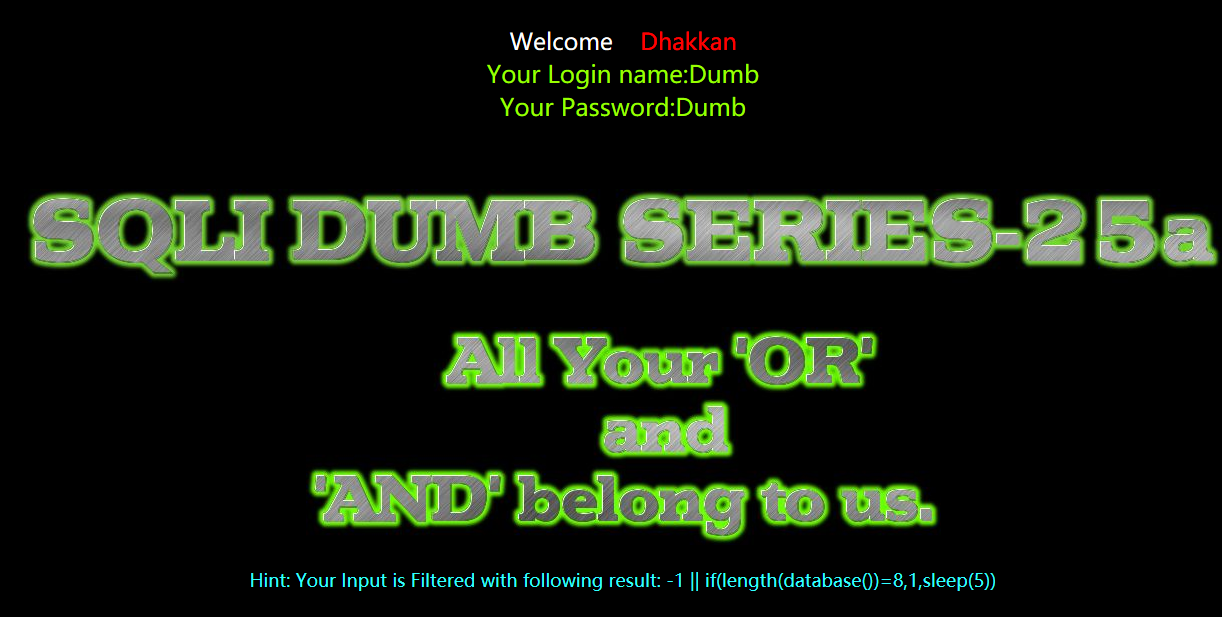 Welcome Dhakkan
Your Login name:Dumb
Your Password:Dumb
SQLI DUMB SERIES-25a
All Your 'OR'
and
'AND' belong to us.
Hint: Your Input is Filtered with following result: -1 || if(length(database())=8,1,sleep(5))